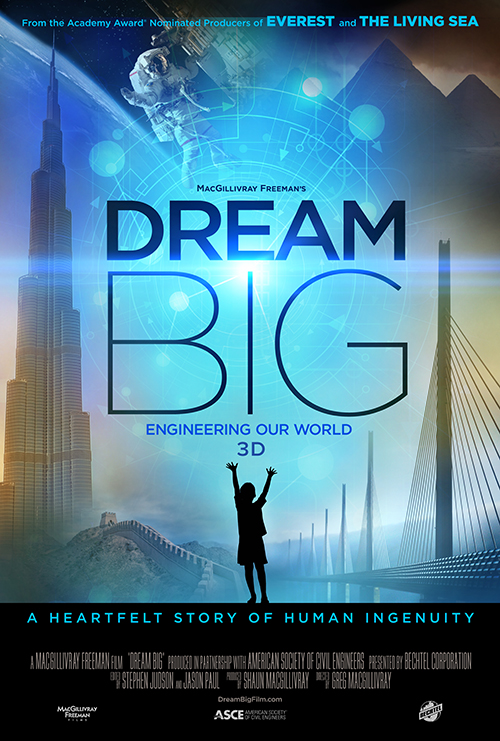 From the Academy Award® Nominated Producers of EVEREST and THE LIVING SEA
MacGillivray Freeman's
DREAM
BIG
ENGINEERING OUR WORLD
3D
A HEARTFELT STORY OF HUMAN INGENUITY
A MACGILLIVRAY FREEMAN FILM "DREAM BIG" PRODUCED IN PARTNERSHIP WITH AMERICAN SOCIETY OF CIVIL ENGINEERS PRESENTED BY BECHTEL CORPORATION
EDITED BY STEPHEN JUDSON AND JASON PAUL PRODUCED BY SHAUN MACGILLIVRAY DIRECTED BY GREG MACGILLIVRAY
DreamBigFilm.com
MacGillivray
Freeman
FILMS
ASCE AMERICAN SOCIETY
OF CIVIL ENGINEERS
BECHTEL